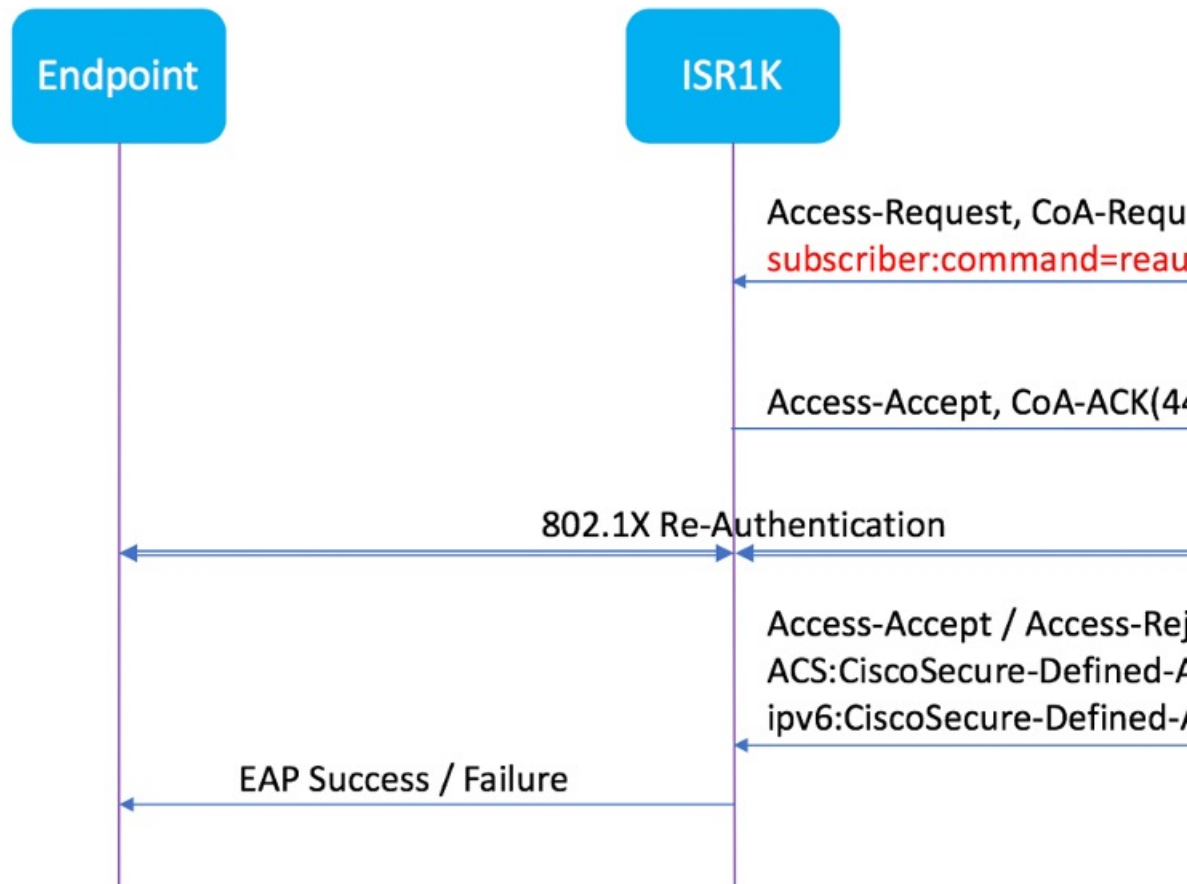 Endpoint
ISR1K
Access-Request, CoA-Requ
subscriber:command=reau
Access-Accept, CoA-ACK(44
802.1X Re-Authentication
Access-Accept / Access-Rej
ACS:CiscoSecure-Defined-A
ipv6:CiscoSecure-Defined-A
EAP Success / Failure